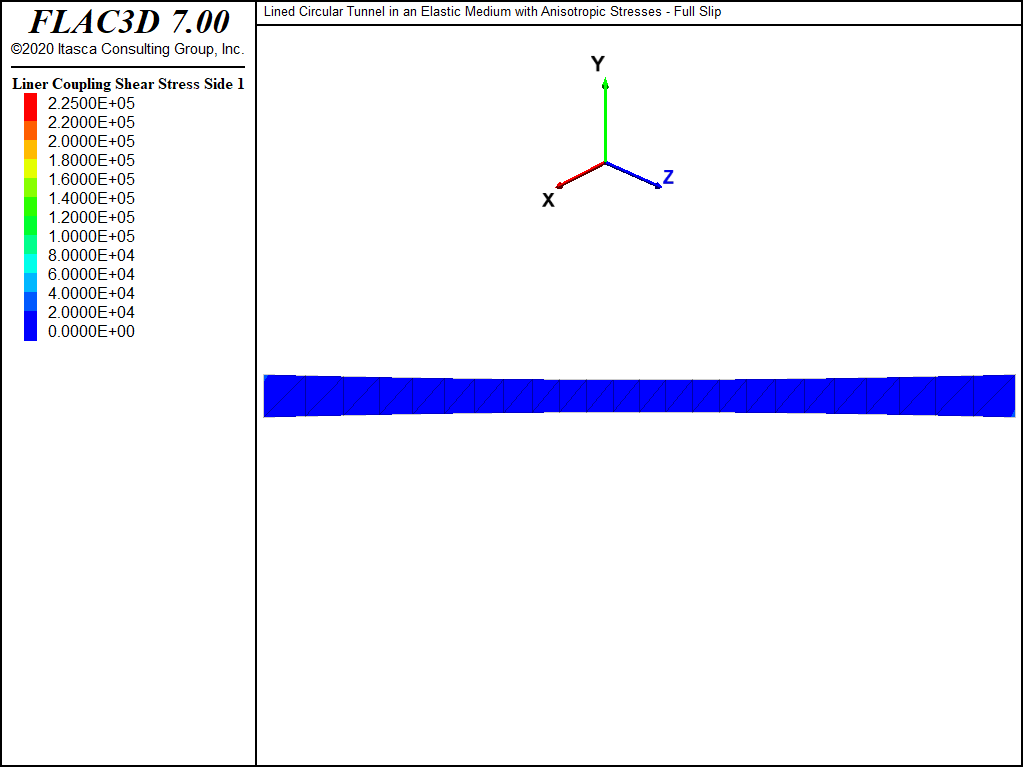 FLAC3D 7.00
©2020 Itasca Consulting Group, Inc.
Liner Coupling Shear Stress Side 1
2.2500E+05
2.2000E+05
2.0000E+05
1.8000E+05
1.6000E+05
1.4000E+05
1.2000E+05
1.0000E+05
8.0000E+04
6.0000E+04
4.0000E+04
2.0000E+04
0.0000E+00
Lined Circular Tunnel in an Elastic Medium with Anisotropic Stresses - Full Slip
Y
X
Z